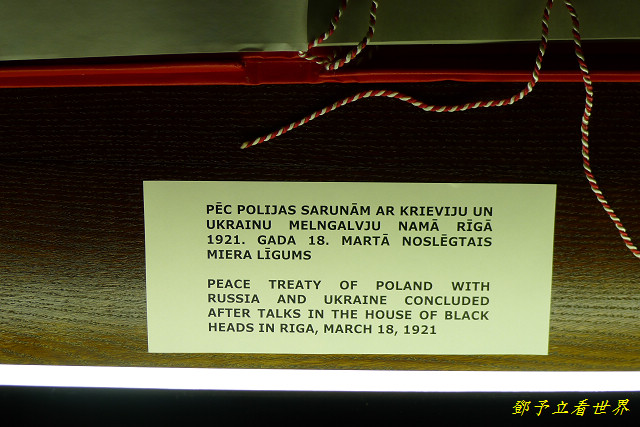 PĒC POLIJAS SARUNĀM AR KRIEVIJU UN
UKRAINU MELNGALVJU NAMĀ RĪGĀ
1921. GADA 18. MARTĀ NOSLĒGTAIS
MIERA LĪGUMS
PEACE TREATY OF POLAND WITH
RUSSIA AND UKRAINE CONCLUDED
AFTER TALKS IN THE HOUSE OF BLACK
HEADS IN RIGA, MARCH 18, 1921
鄧予立看世界